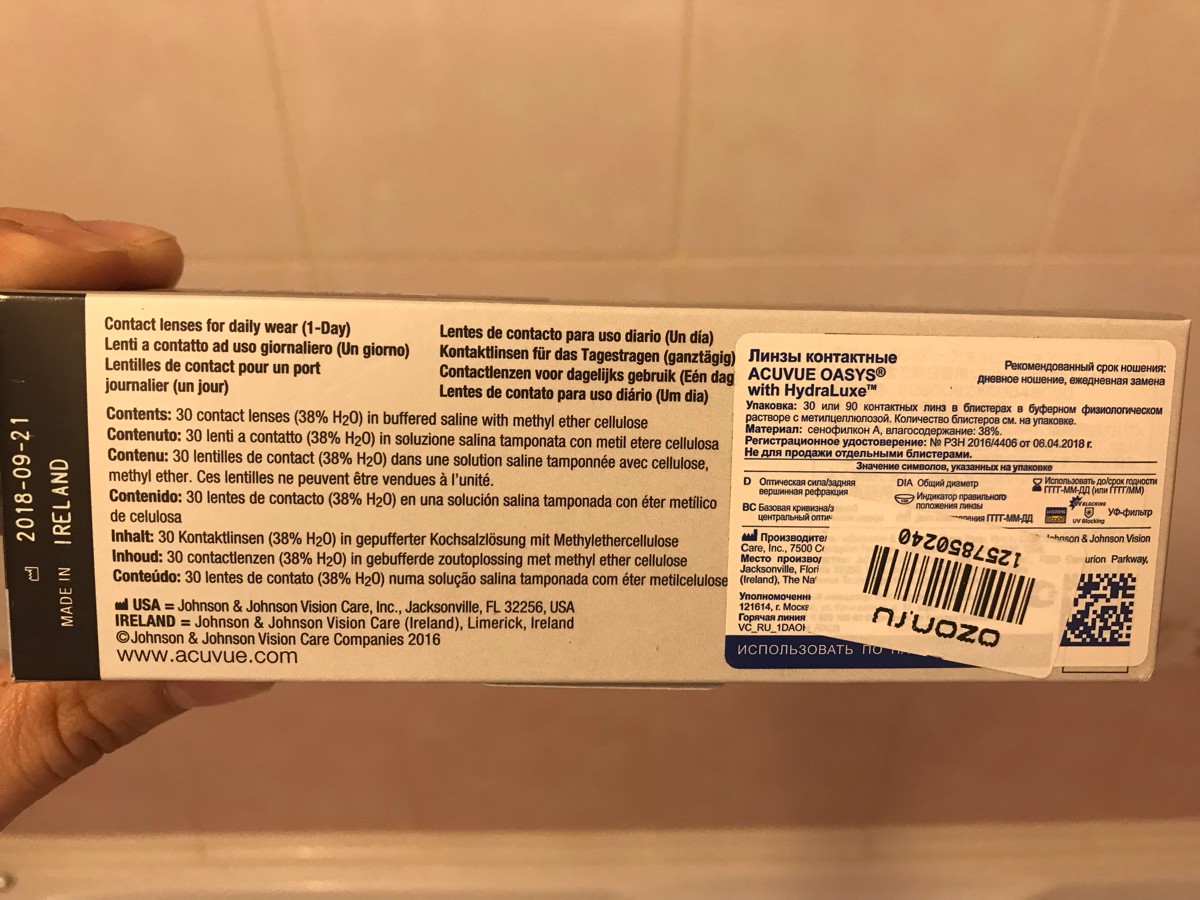 2018-09-21
MADE IN IRELAND
Contact lenses for daily wear (1-Day)
Lenti a contatto ad uso giornaliero (Un giorno)
Lentilles de contact pour un port
journalier (un jour)
Lentes de contacto para uso diario (Un día)
Kontaktlinsen für das Tagestragen (ganztägig)
Contactlenzen voor dagelijks gebruik (Eén dag
Lentes de contato para uso diário (Um dia)
Contents: 30 contact lenses (38% H2O) in buffered saline with methyl ether cellulose
Contenuto: 30 lenti a contatto (38% H2O) in soluzione salina tamponata con metil etere cellulosa
Contenu: 30 lentilles de contact (38% H2O) dans une solution saline tamponnée avec cellulose,
methyl ether. Ces lentilles ne peuvent être vendues à l'unité.
Contenido: 30 lentes de contacto (38% H2O) en una solución salina tamponada con éter metílico
de celulosa
Inhalt: 30 Kontaktlinsen (38% H2O) in gepufferter Kochsalzlösung mit Methylethercellulose
Inhoud: 30 contactlenzen (38% H2O) in gebufferde zoutoplossing met methyl ether cellulose
Conteúdo: 30 lentes de contato (38% H2O) numa solução salina tamponada com éter metilcelulose
USA = Johnson & Johnson Vision Care, Inc., Jacksonville, FL 32256, USA
IRELAND = Johnson & Johnson Vision Care (Ireland), Limerick, Ireland
©Johnson & Johnson Vision Care Companies 2016
www.acuvue.com
Линзы контактные
ACUVUE OASYS®
with HydraLuxe™
Рекомендованный срок ношения:
дневное ношение, ежедневная замена
Упаковка: 30 или 90 контактных линз в блистерах в буферном физиологическом
растворе с метилцеллюлозой. Количество блистеров см. на упаковке.
Материал: сенофилкон А, влагосодержание: 38%.
Регистрационное удостоверение: № РЗН 2016/4406 от 06.04.2018 г.
Не для продажи отдельными блистерами.
Значение символов, указанных на упаковке
D Оптическая сила/задняя
вершинная рефракция
DIA Общий диаметр
Индикатор правильного
положения линзы
Использовать до/срок годности
ГГГГ-ММ-ДД (или ГГГГ/ММ)
BC Базовая кривизна/з
центральный оптич
ГГГГ-ММ-ДД
UV BLOCKING
UV Blocking
УФ-фильтр
Производител
Johnson & Johnson Vision
Care, Inc., 7500 C
urion Parkway,
Место произво
Jacksonville, Flori
(Ireland), The Na
Уполномоченн
121614, г. Москв
Горячая линия
VC_RU_1DAOH
ИСПОЛЬЗОВАТЬ ПО
1257850240
ozon.ru